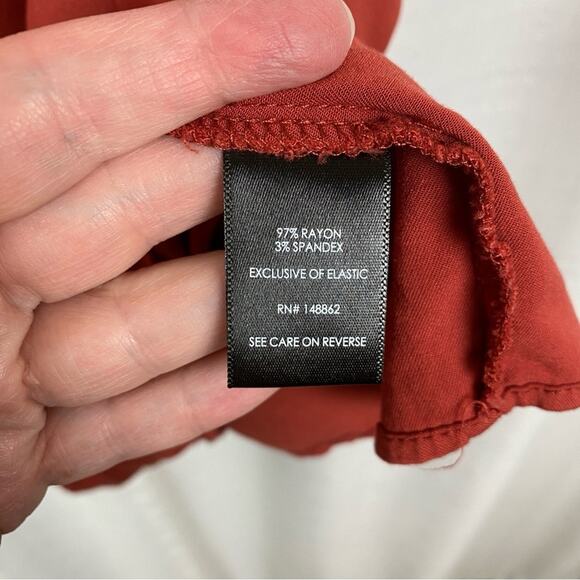 97% RAYON
3% SPANDEX
EXCLUSIVE OF ELASTIC
RN# 148862
SEE CARE ON REVERSE